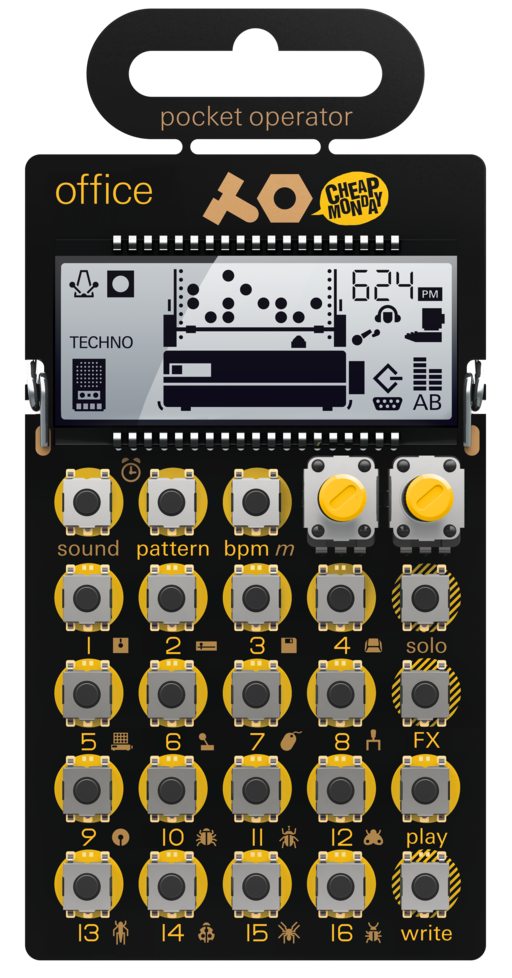 pocket operator
office
CHEAP
MONDAY
624 PM
TECHNO
AB
sound pattern bpm m
1 2 3 4 solo
5 6 7 8 FX
9 10 11 12 play
13 14 15 16 write